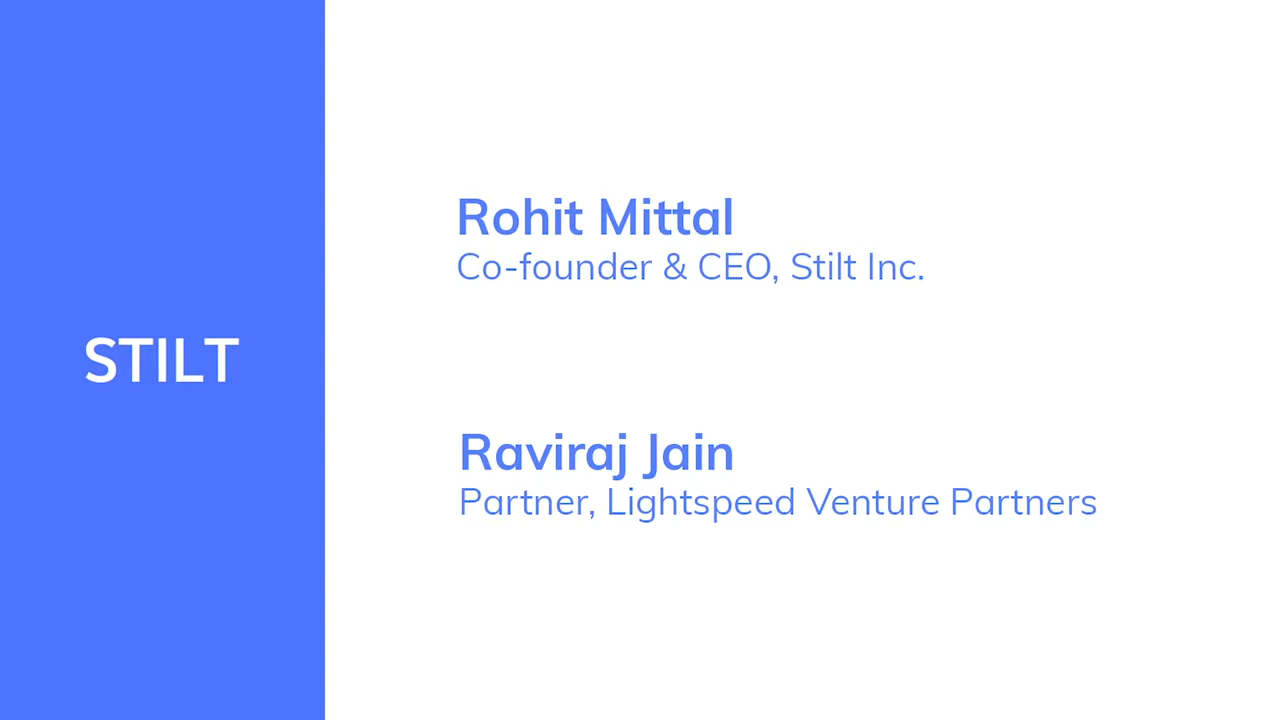 STILT
Rohit Mittal
Co-founder & CEO, Stilt Inc.
Raviraj Jain
Partner, Lightspeed Venture Partners